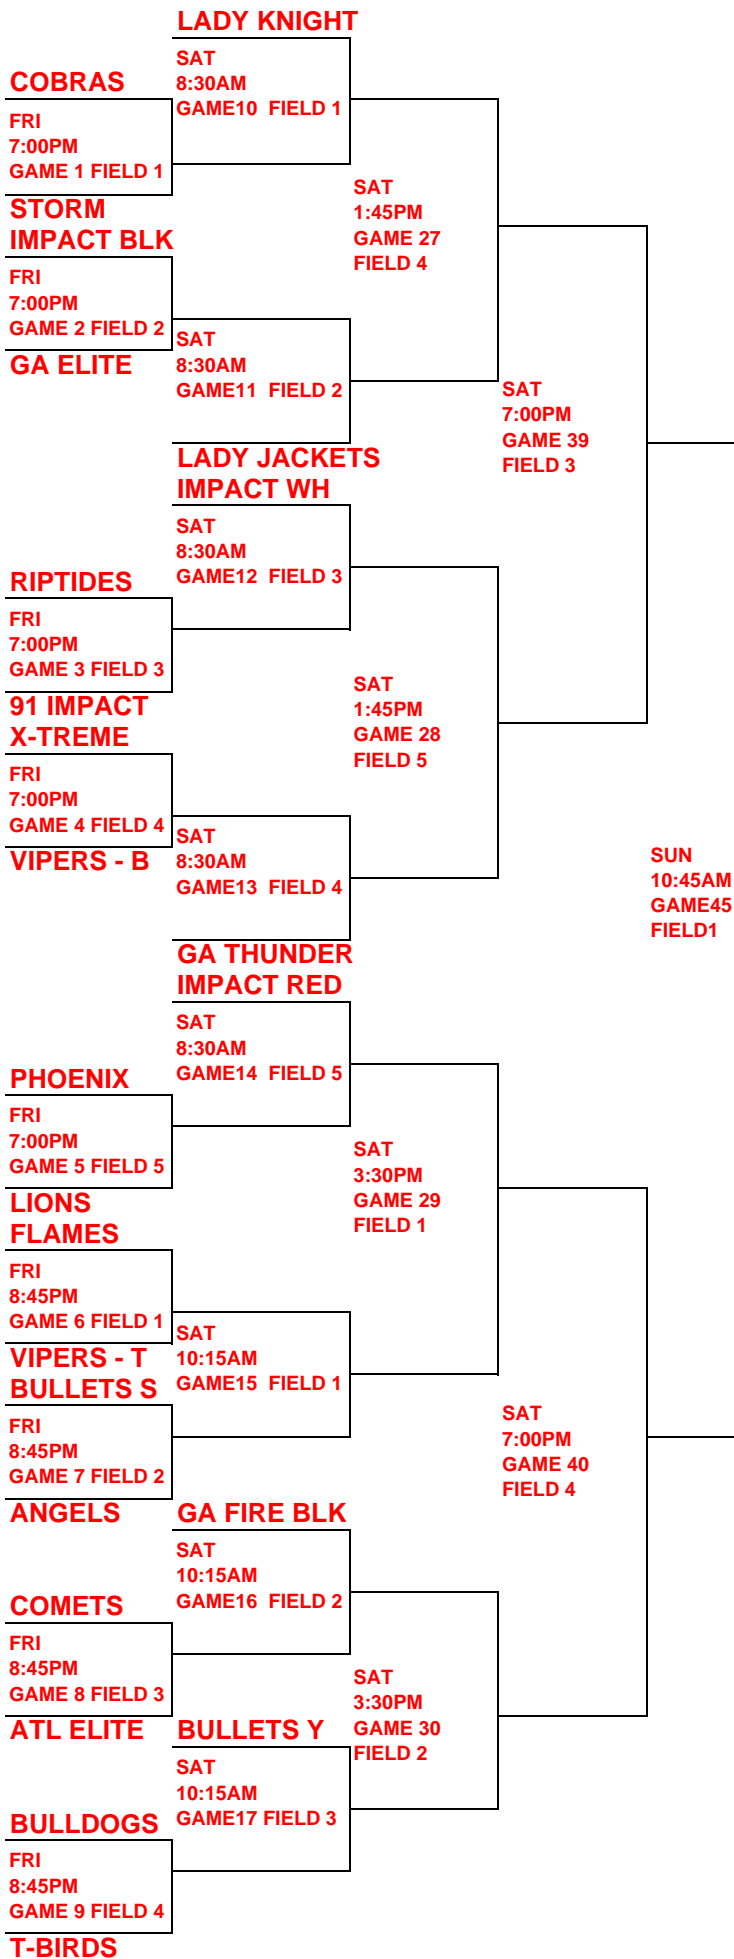 LADY KNIGHT
SAT
8:30AM
GAME10 FIELD 1
COBRAS
FRI
7:00PM
GAME 1 FIELD 1
STORM
SAT
1:45PM
GAME 27
FIELD 4
IMPACT BLK
FRI
7:00PM
GAME 2 FIELD 2
GA ELITE
SAT
8:30AM
GAME11 FIELD 2
LADY JACKETS
SAT
7:00PM
GAME 39
FIELD 3
IMPACT WH
SAT
8:30AM
GAME12 FIELD 3
RIPTIDES
FRI
7:00PM
GAME 3 FIELD 3
91 IMPACT
SAT
1:45PM
GAME 28
FIELD 5
X-TREME
FRI
7:00PM
GAME 4 FIELD 4
VIPERS - B
SAT
8:30AM
GAME13 FIELD 4
GA THUNDER
SUN
10:45AM
GAME45
FIELD1
IMPACT RED
SAT
8:30AM
GAME14 FIELD 5
PHOENIX
FRI
7:00PM
GAME 5 FIELD 5
LIONS
SAT
3:30PM
GAME 29
FIELD 1
FLAMES
FRI
8:45PM
GAME 6 FIELD 1
VIPERS - T
SAT
10:15AM
GAME15 FIELD 1
BULLETS S
FRI
8:45PM
GAME 7 FIELD 2
ANGELS
SAT
7:00PM
GAME 40
FIELD 4
GA FIRE BLK
SAT
10:15AM
GAME16 FIELD 2
COMETS
FRI
8:45PM
GAME 8 FIELD 3
ATL ELITE
SAT
3:30PM
GAME 30
FIELD 2
BULLETS Y
SAT
10:15AM
GAME17 FIELD 3
BULLDOGS
FRI
8:45PM
GAME 9 FIELD 4
T-BIRDS